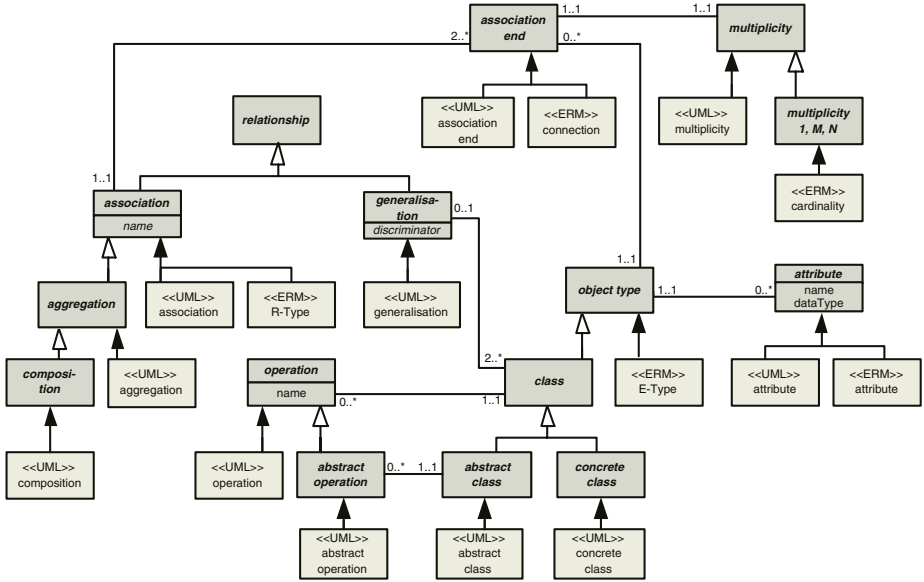 association
end
1..1
1..1
multiplicity
2..*
0..*
<<UML>>
association
end
<<ERM>>
connection
<<UML>>
multiplicity
multiplicity
1, M, N
relationship
<<ERM>>
cardinality
1..1
association
name
generalisa-
tion
discriminator
0..1
1..1
object type
1..1
0..*
attribute
name
dataType
aggregation
<<UML>>
association
<<ERM>>
R-Type
<<UML>>
generalisation
composi-
tion
<<UML>>
aggregation
operation
name
0..*
2..*
1..1
class
<<ERM>>
E-Type
<<UML>>
attribute
<<ERM>>
attribute
<<UML>>
composition
<<UML>>
operation
abstract
operation
0..*
1..1
abstract
class
concrete
class
<<UML>>
abstract
operation
<<UML>>
abstract
class
<<UML>>
concrete
class